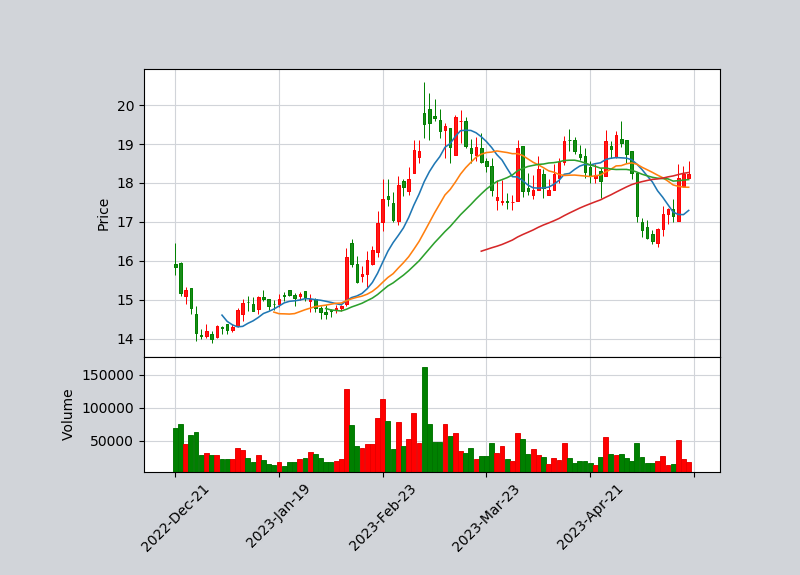 Price
20
19
18
17
16
15
14
Volume
150000
100000
50000
2022-Dec-21
2023-Jan-19
2023-Feb-23
2023-Mar-23
2023-Apr-21